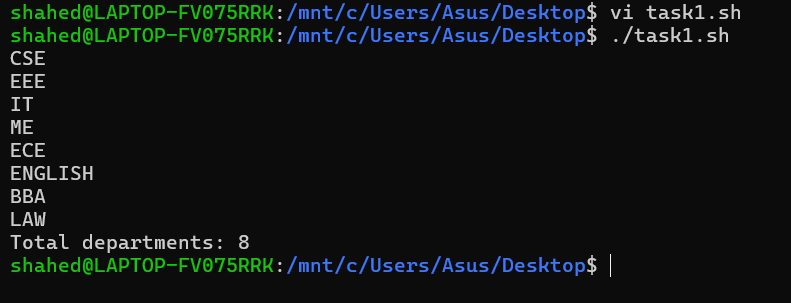 shahed@LAPTOP-FV075RRK:/mnt/c/Users/Asus/Desktop$ vi task1.sh
shahed@LAPTOP-FV075RRK:/mnt/c/Users/Asus/Desktop$ ./task1.sh
CSE
EEE
IT
ME
ECE
ENGLISH
BBA
LAW
Total departments: 8
shahed@LAPTOP-FV075RRK:/mnt/c/Users/Asus/Desktop$